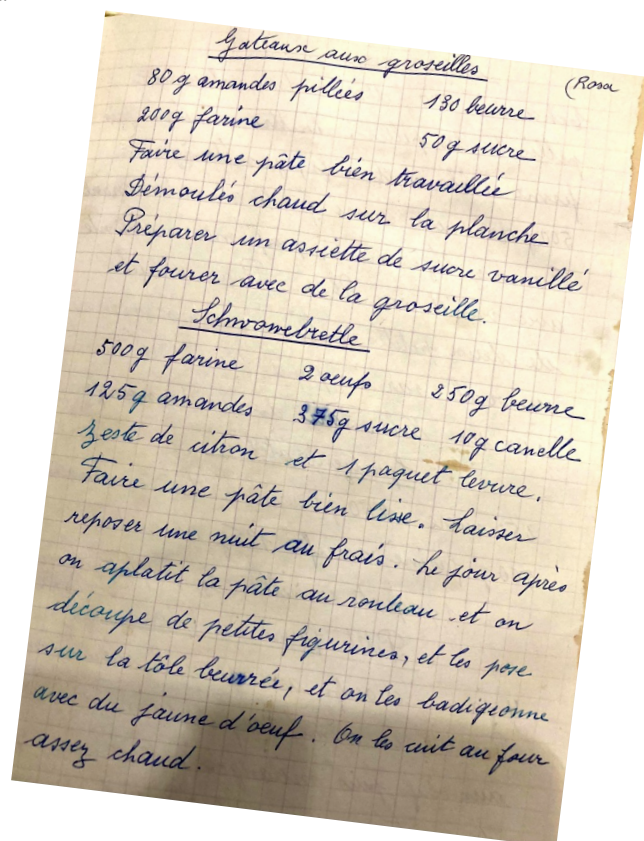 Gateaux aux groseilles
(Rosa
80g amandes pillées 130 beurre
200g farine 50g sucre
Faire une pâte bien travaillée
Démoulés chaud sur la planche
Préparer un assiette de sucre vanillé
et fourer avec de la groseille.
Schwowebretle
500g farine 2 oeufs 250g beurre
125g amandes 375g sucre 10g canelle
zeste de citron et 1 paquet levure.
Faire une pâte bien lisse. Laisser
reposer une nuit au frais. Le jour après
on aplatit la pâte au rouleau et on
découpe de petites figurines, et les pose
sur la tôle beurrée, et on les badigeonne
avec du jaune d'oeuf. On les cuit au four
assez chaud.